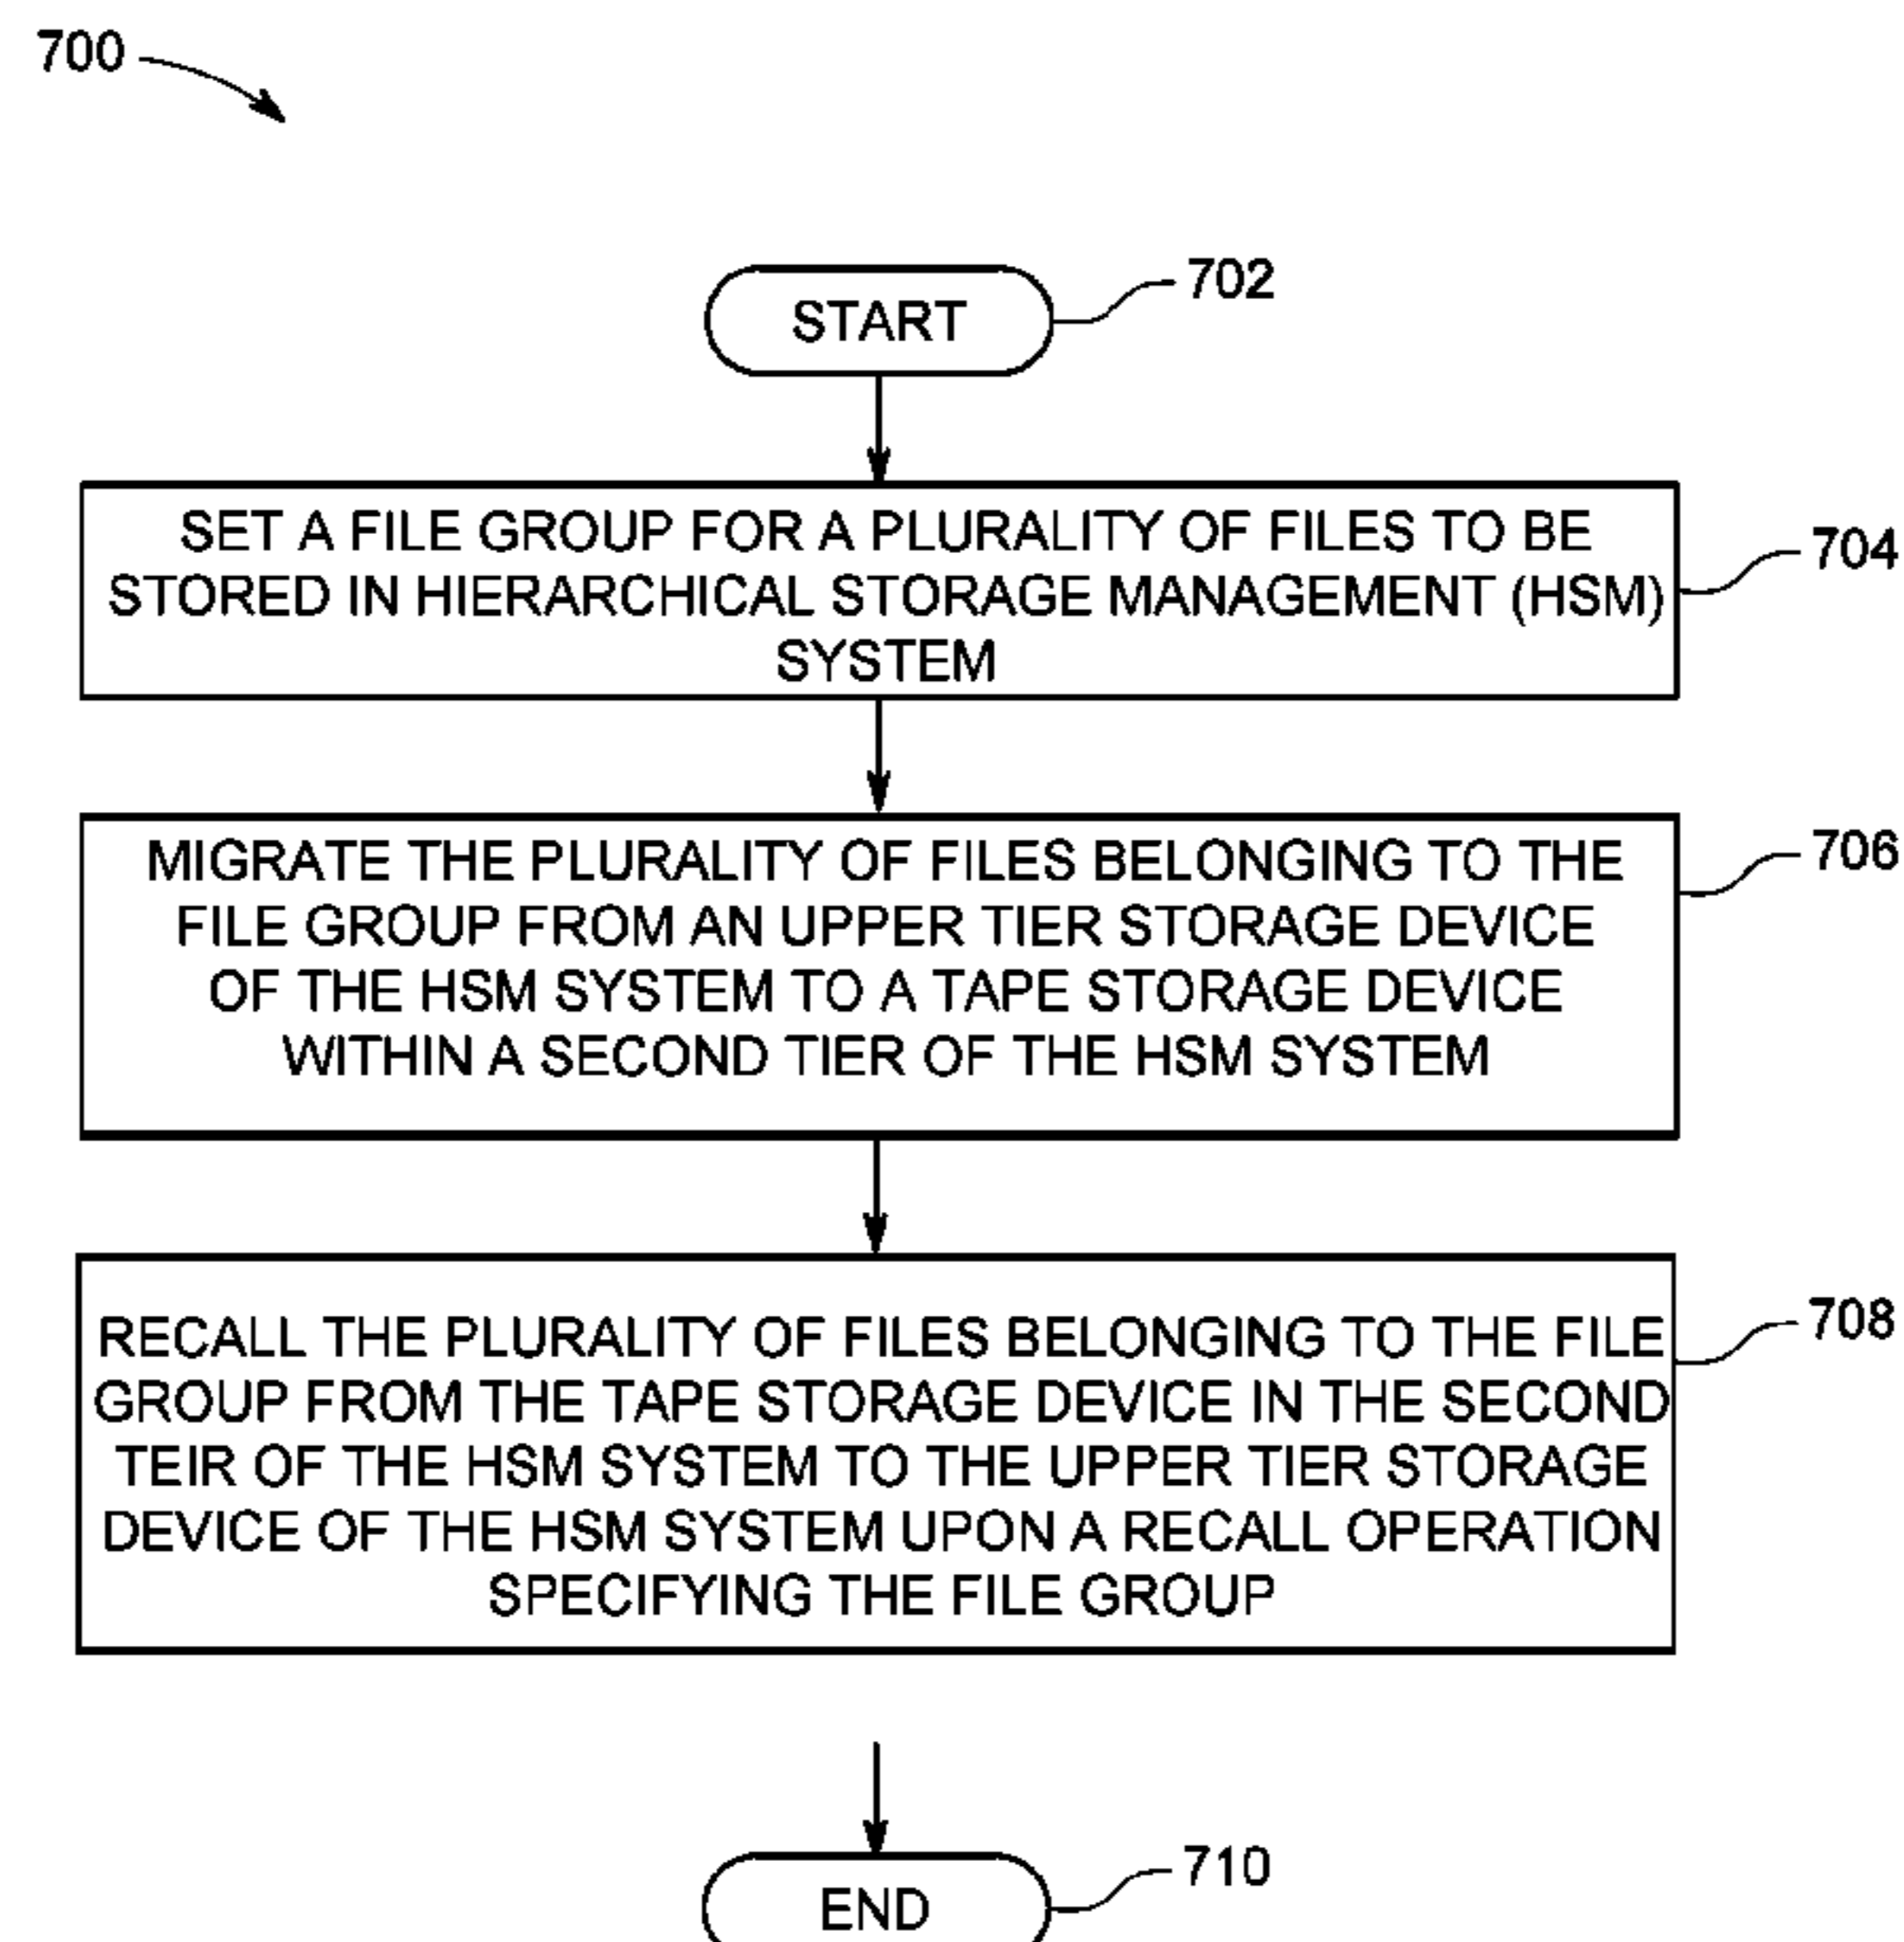 700
START
702
SET A FILE GROUP FOR A PLURALITY OF FILES TO BE
STORED IN HIERARCHICAL STORAGE MANAGEMENT (HSM)
SYSTEM
704
MIGRATE THE PLURALITY OF FILES BELONGING TO THE
FILE GROUP FROM AN UPPER TIER STORAGE DEVICE
OF THE HSM SYSTEM TO A TAPE STORAGE DEVICE
WITHIN A SECOND TIER OF THE HSM SYSTEM
706
RECALL THE PLURALITY OF FILES BELONGING TO THE FILE
GROUP FROM THE TAPE STORAGE DEVICE IN THE SECOND
TEIR OF THE HSM SYSTEM TO THE UPPER TIER STORAGE
DEVICE OF THE HSM SYSTEM UPON A RECALL OPERATION
SPECIFYING THE FILE GROUP
708
END
710